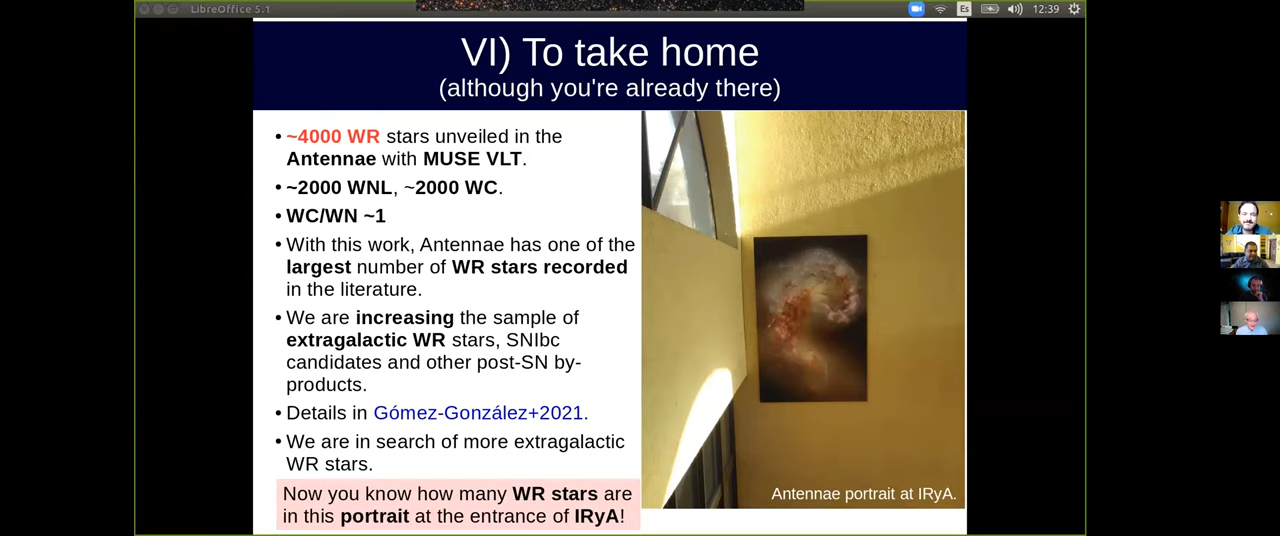 LibreOffice 5.1
Es
12:39
VI) To take home
(although you're already there)
• ~4000 WR stars unveiled in the
Antennae with MUSE VLT.
• ~2000 WNL, ~2000 WC.
• WC/WN ~1
• With this work, Antennae has one of the
largest number of WR stars recorded
in the literature.
• We are increasing the sample of
extragalactic WR stars, SNIbc
candidates and other post-SN by-
products.
• Details in Gómez-González+2021.
• We are in search of more extragalactic
WR stars.
Now you know how many WR stars are
in this portrait at the entrance of IRyA!
Antennae portrait at IRyA.